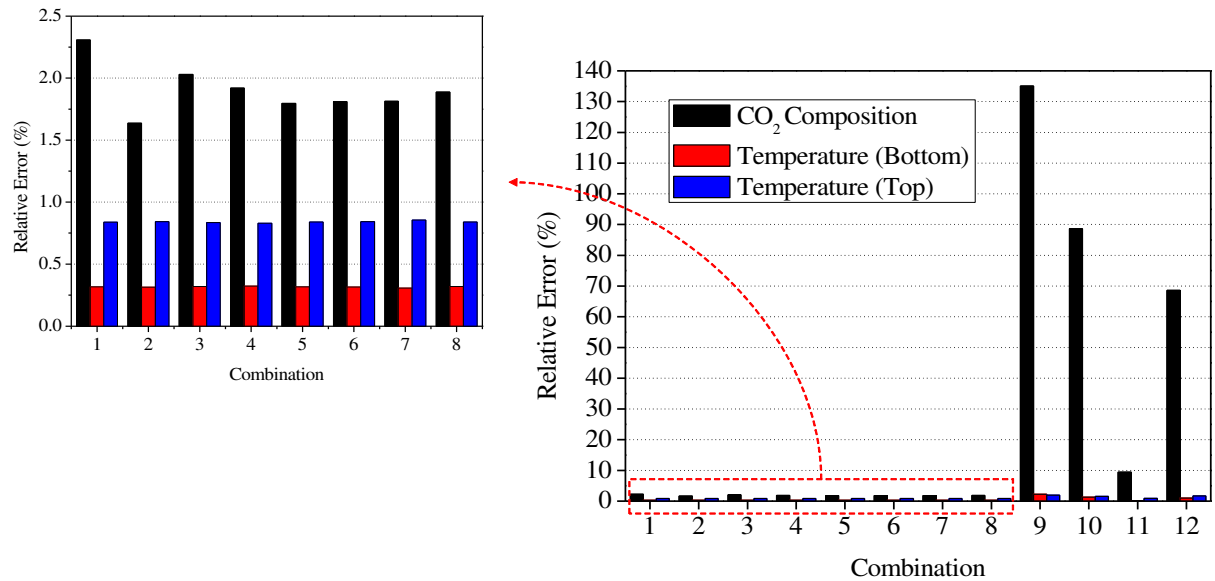 2.5
2.0
1.5
1.0
0.5
0.0
Relative Error (%)
1 2 3 4 5 6 7 8
Combination
140
130
120
110
100
90
80
70
60
50
40
30
20
10
0
Relative Error (%)
CO₂ Composition
Temperature (Bottom)
Temperature (Top)
1 2 3 4 5 6 7 8 9 10 11 12
Combination